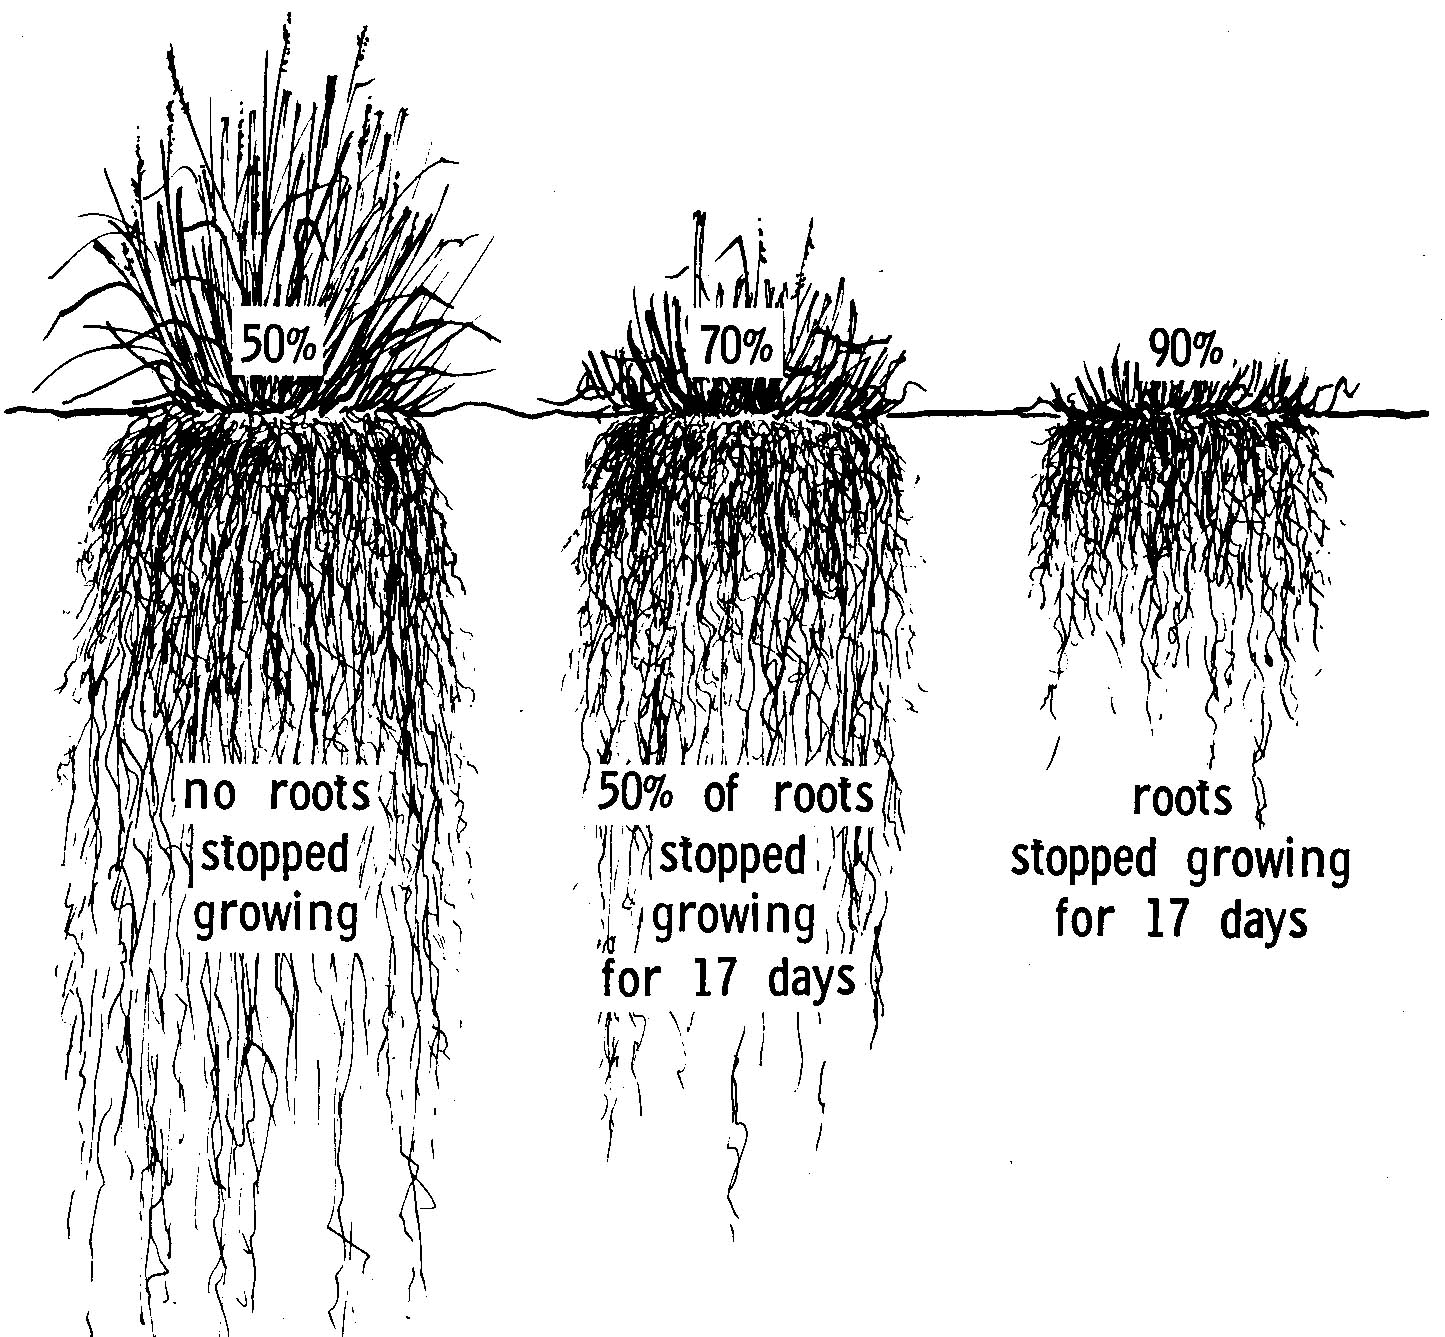 50%
no roots
stopped
growing
70%
50% of roots
stopped
growing
for 17 days
90%
roots
stopped growing
for 17 days